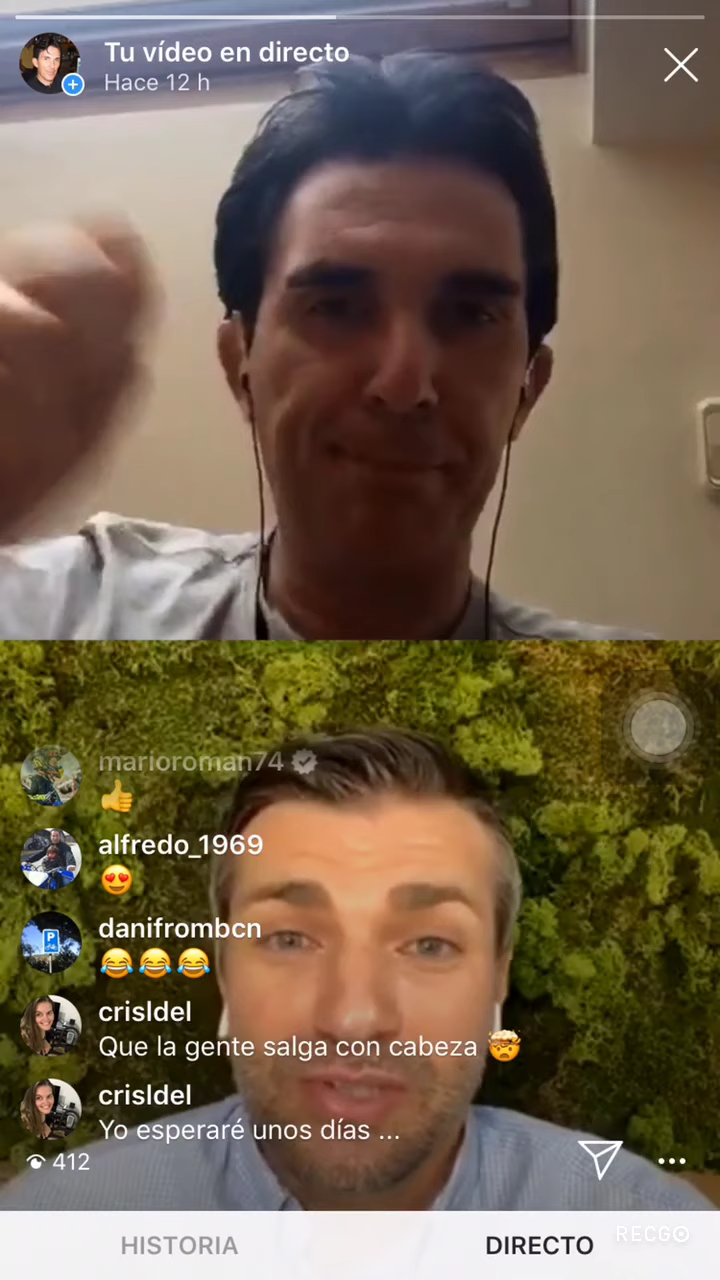 Tu vídeo en directo
Hace 12 h
marioroman74
👍
alfredo_1969
😍
danifrombcn
😂😂😂
crisldel
Que la gente salga con cabeza 🤯
crisldel
Yo esperaré unos días ...
412
HISTORIA
DIRECTO
RECGO
P